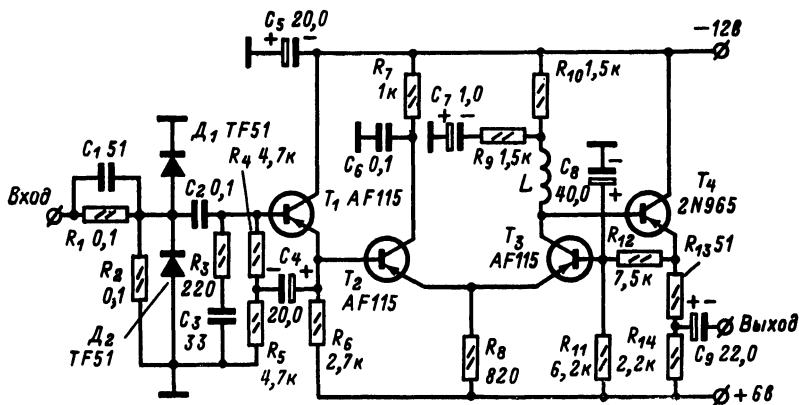 C5 20,0
+ -
-12в
R7
1к
C7 1,0
+ -
R10 1,5к
Д1 TF51
R4 4,7к
C1 51
C6 0,1
R9 1,5к
C8
40,0
-
+
Вход
C2 0,1
T1 AF115
L
T4
2N965
R1 0,1
R3
220
C4
- +
20,0
T2
AF115
T3
AF115
R12
7,5к
R13 51
R2
0,1
C3
33
Д2
TF51
R5
4,7к
R6
2,7к
R8
820
R11
6,2к
R14
2,2к
+ -
Выход
C9 22,0
+6в